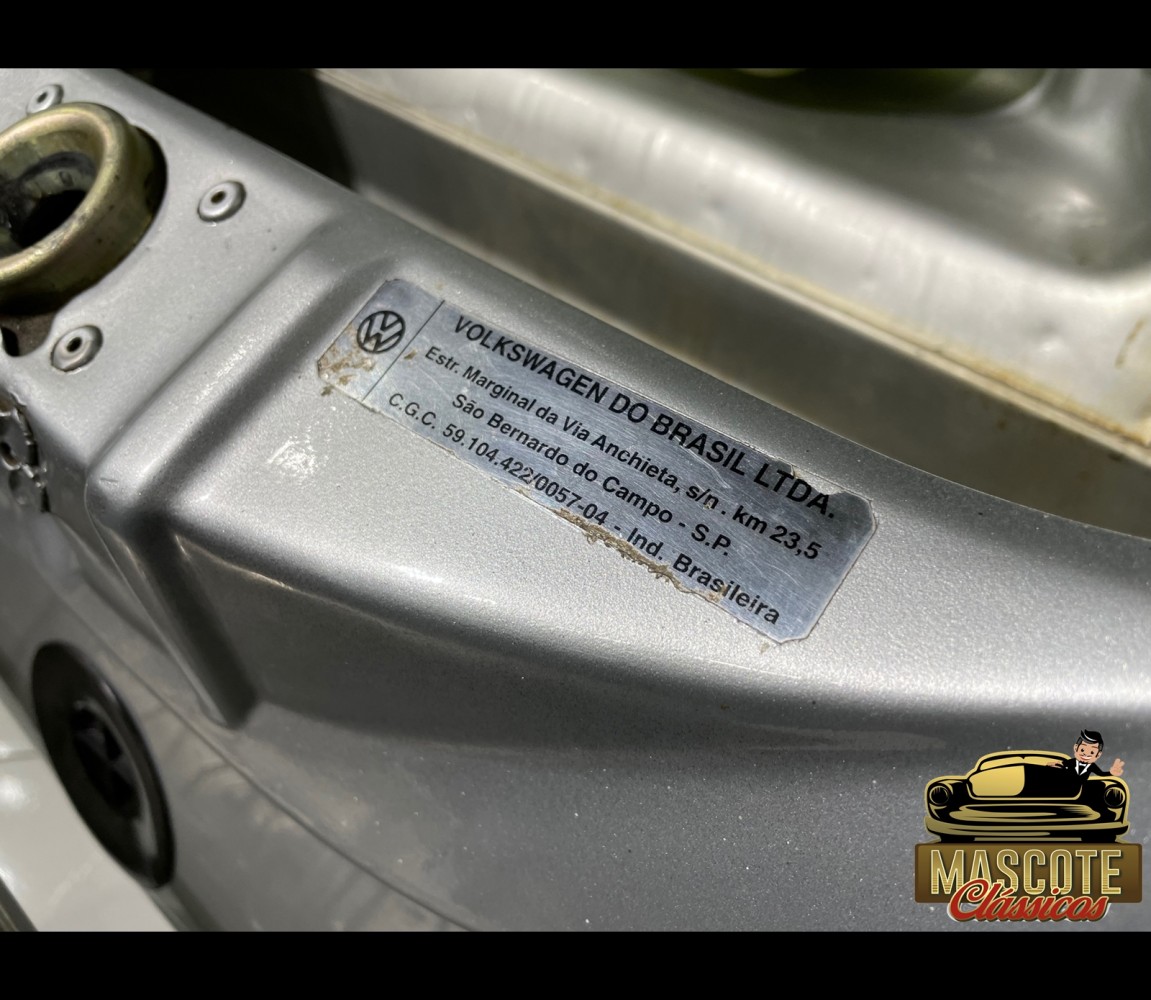 VW
VOLKSWAGEN DO BRASIL LTDA.
Estr. Marginal da Via Anchieta, s/n . km 23,5
São Bernardo do Campo - S.P.
C.G.C. 59.104.422/0057-04 - Ind. Brasileira
MASCOTE
Clássicos